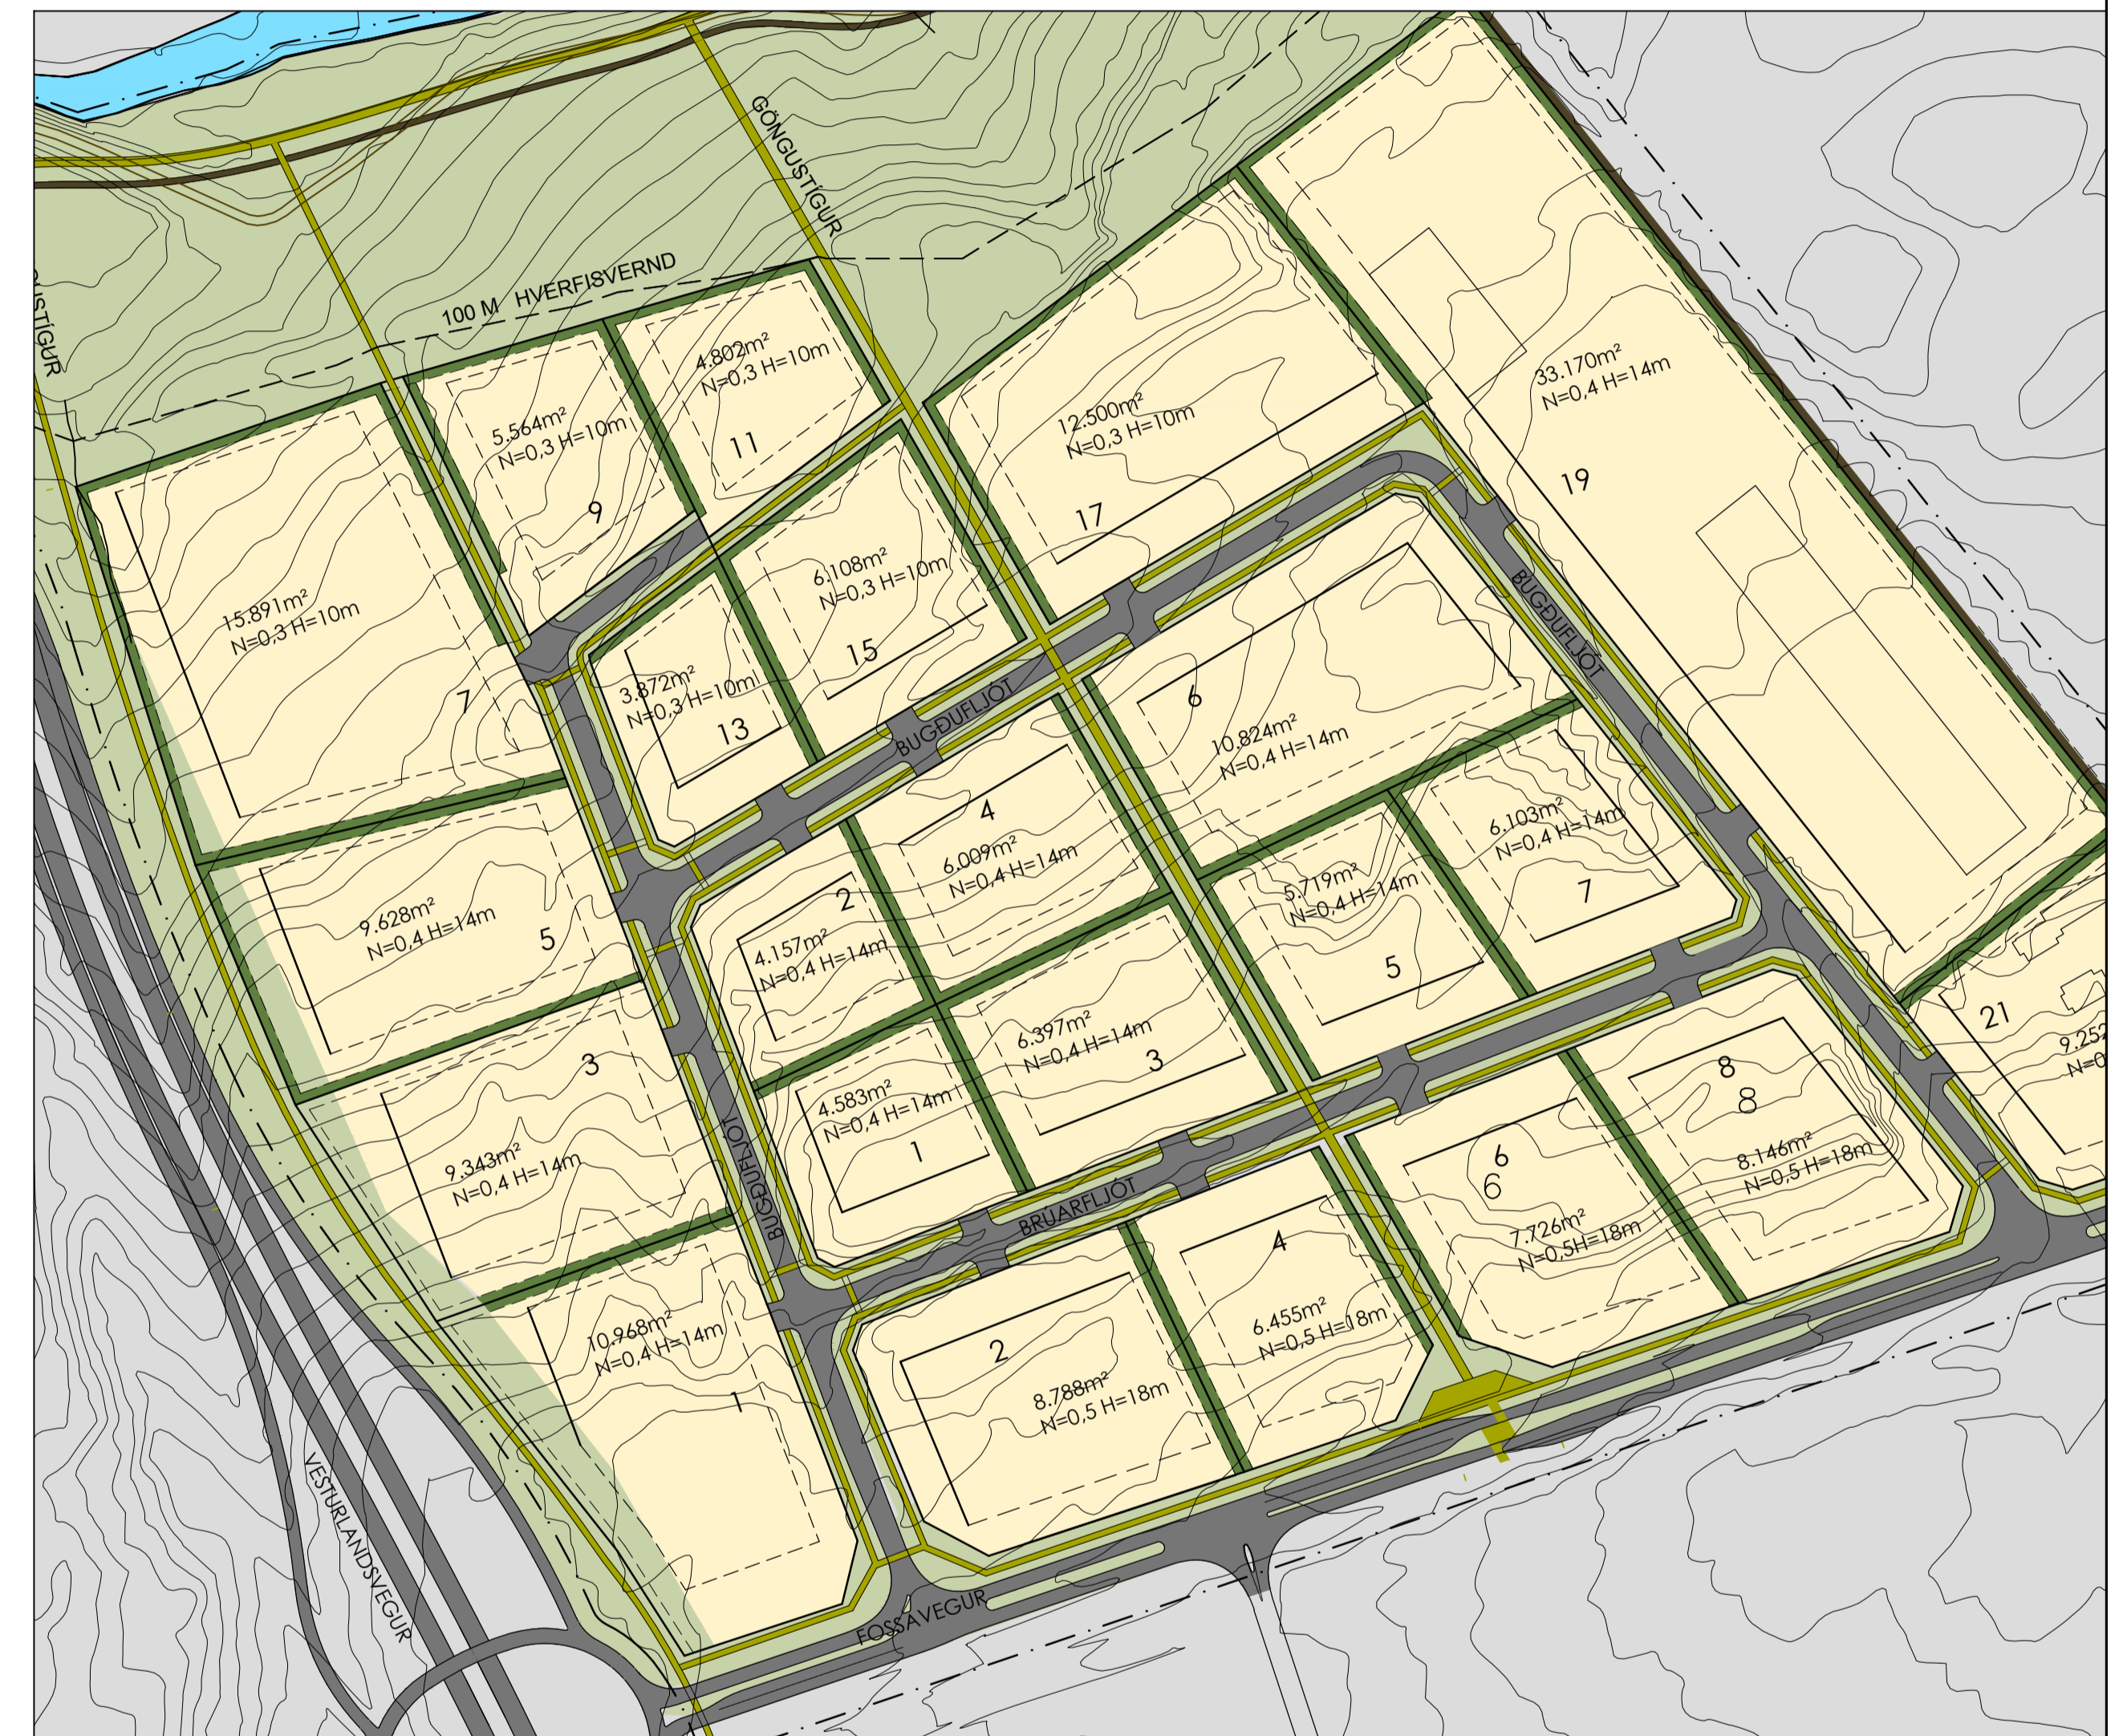 GÖNGUSTÍGUR
100 M HVERFISVERND
4.802m²
N=0,3 H=10m
11
5.564m²
N=0,3 H=10m
9
12.500m²
N=0,3 H=10m
17
33.170m²
N=0,4 H=14m
19
15.891m²
N=0,3 H=10m
7
6.108m²
N=0,3 H=10m
15
3.872m²
N=0,3 H=10m
13
BUGÐUFLJÓT
BUGÐUFLJÓT
6
10.824m²
N=0,4 H=14m
4
6.009m²
N=0,4 H=14m
6.103m²
N=0,4 H=14m
7
5.719m²
N=0,4 H=14m
5
9.628m²
N=0,4 H=14m
5
2
4.157m²
N=0,4 H=14m
6.397m²
N=0,4 H=14m
3
4.583m²
N=0,4 H=14m
1
3
9.343m²
N=0,4 H=14m
21
8
8
8.146m²
N=0,5 H=18m
6
6
7.726m²
N=0,5H=18m
BUGÐUFLJÓT
BRÚARFLJÓT
4
6.455m²
N=0,5 H=18m
2
8.788m²
N=0,5 H=18m
10.968m²
N=0,4 H=14m
1
VESTURLANDSVEGUR
FOSSAVEGUR